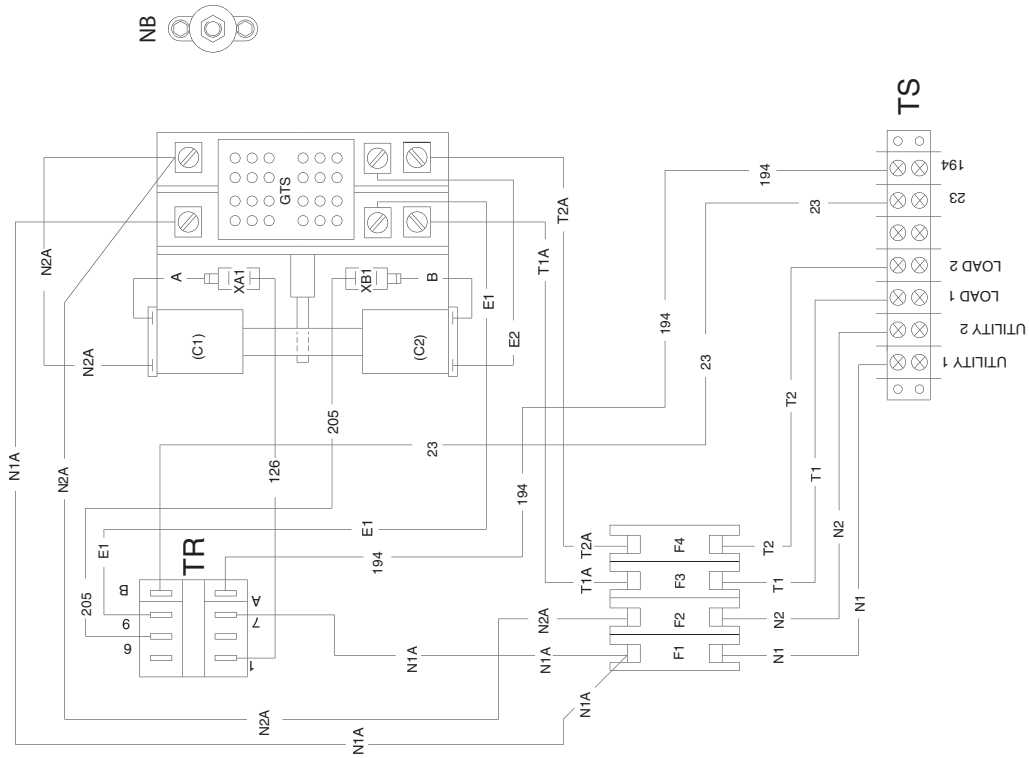 NB
TS
194
23
LOAD 2
LOAD 1
UTILITY 2
UTILITY 1
GTS
A
XA1
XB1
B
(C1)
(C2)
N2A
N2A
N2A
N1A
T2A
T1A
E1
E2
194
23
194
23
205
126
23
194
194
E1
E1
205
TR
B
9
6
A
7
1
T2A
T1A
N2A
N1A
N1A
N1A
N2A
N1A
F4
F3
F2
F1
T2
T1
N2
N1
T2
T1
N2
N1